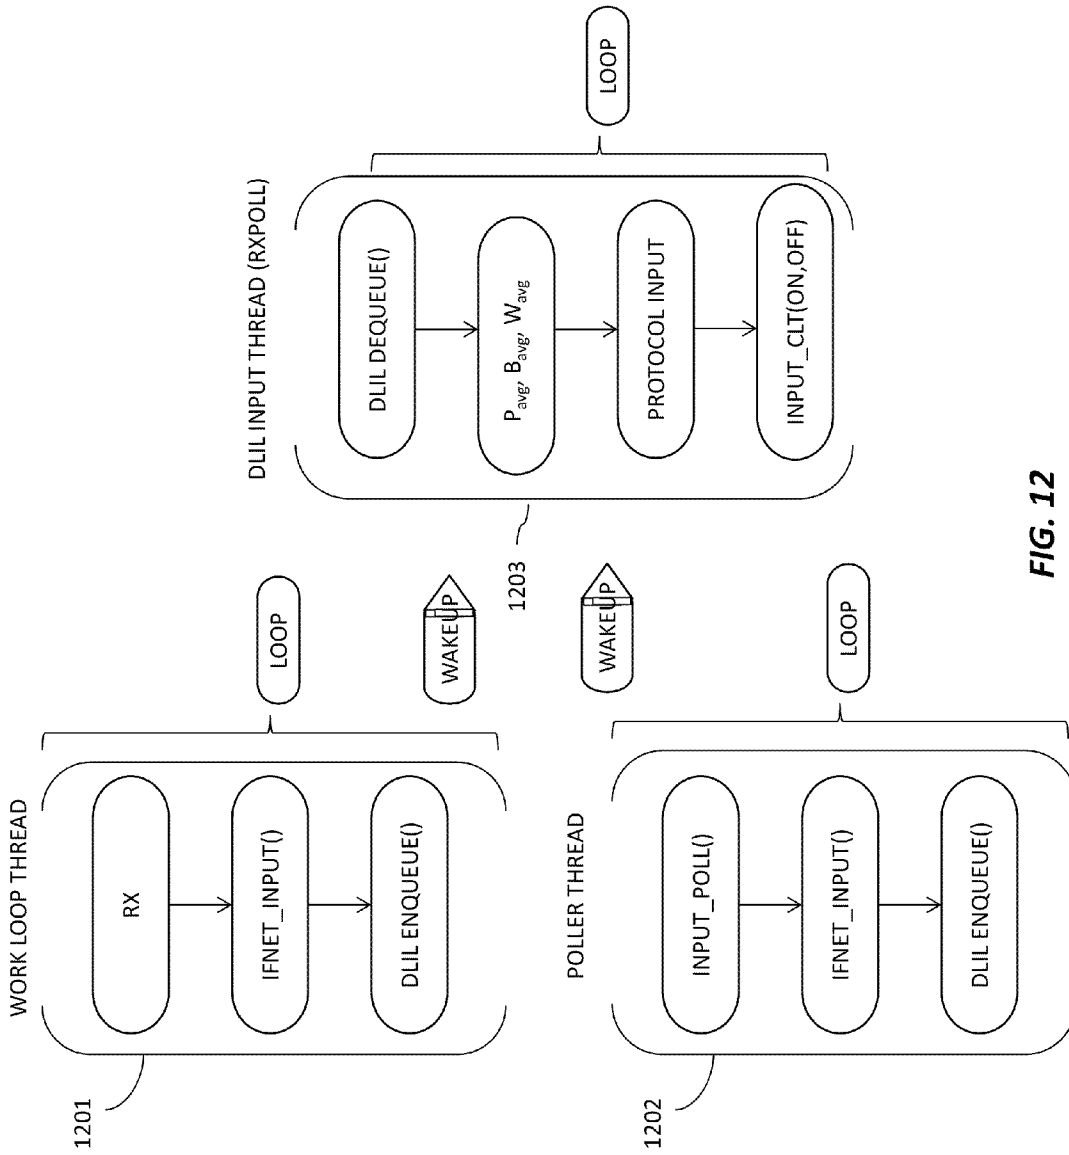 WORK LOOP THREAD
1201
RX
IFNET_INPUT()
DLIL ENQUEUE()
LOOP
WAKEUP
POLLER THREAD
1202
INPUT_POLL()
IFNET_INPUT()
DLIL ENQUEUE()
LOOP
WAKEUP
DLIL INPUT THREAD (RXPOLL)
1203
DLIL DEQUEUE()
Pavg, Bavg, Wavg
PROTOCOL INPUT
INPUT_CLT(ON,OFF)
LOOP
FIG. 12